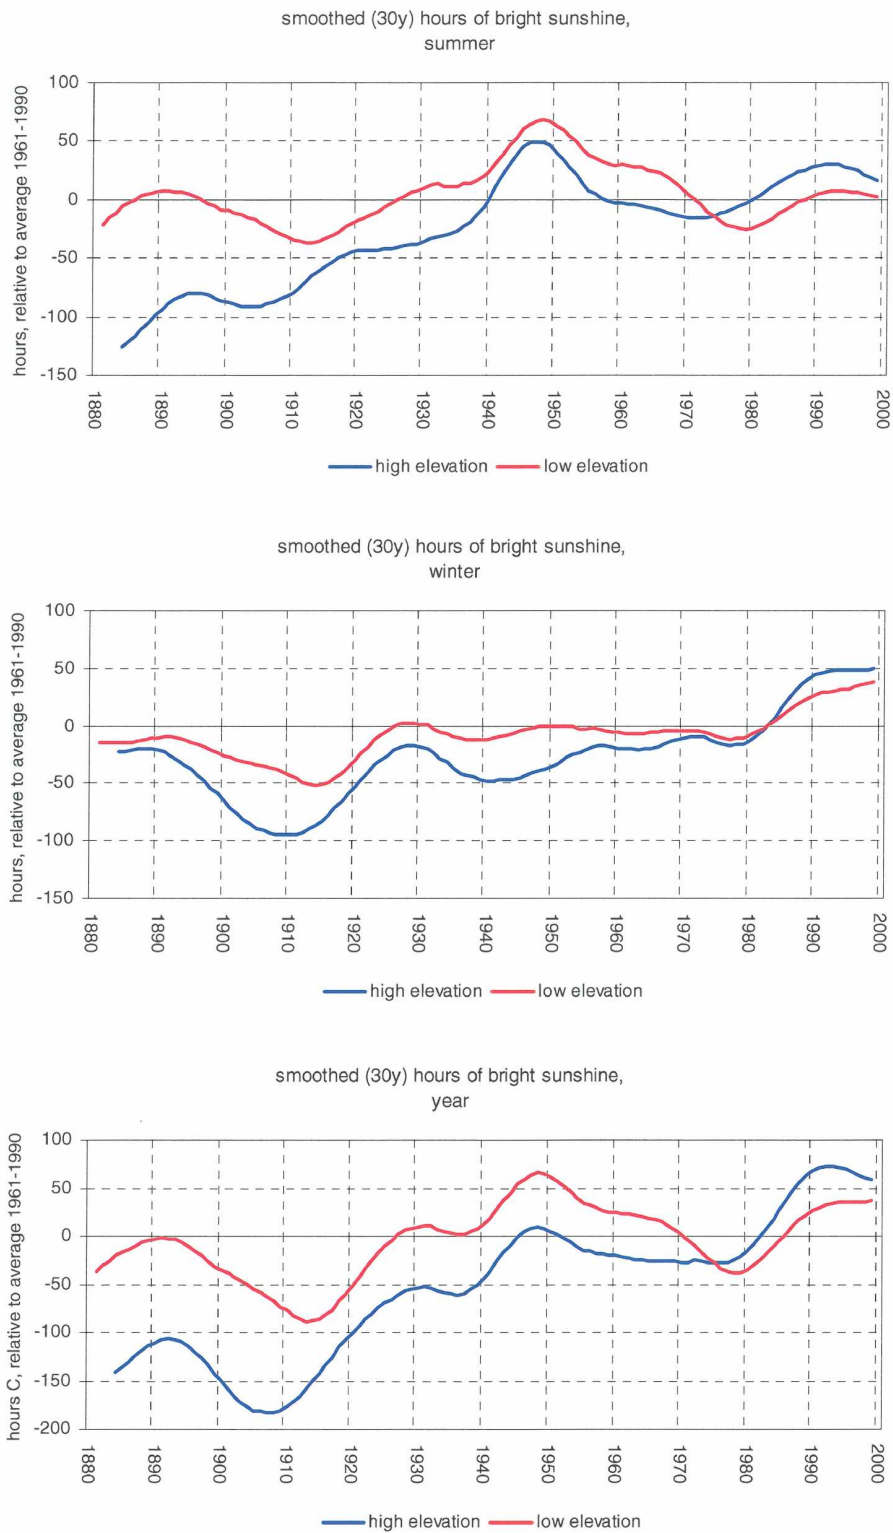 smoothed (30y) hours of bright sunshine,
summer
hours, relative to average 1961-1990
100
50
0
-50
-100
-150
1880 1890 1900 1910 1920 1930 1940 1950 1960 1970 1980 1990 2000
high elevation low elevation
smoothed (30y) hours of bright sunshine,
winter
hours, relative to average 1961-1990
100
50
0
-50
-100
-150
1880 1890 1900 1910 1920 1930 1940 1950 1960 1970 1980 1990 2000
high elevation low elevation
smoothed (30y) hours of bright sunshine,
year
hours C, relative to average 1961-1990
100
50
0
-50
-100
-150
-200
1880 1890 1900 1910 1920 1930 1940 1950 1960 1970 1980 1990 2000
high elevation low elevation